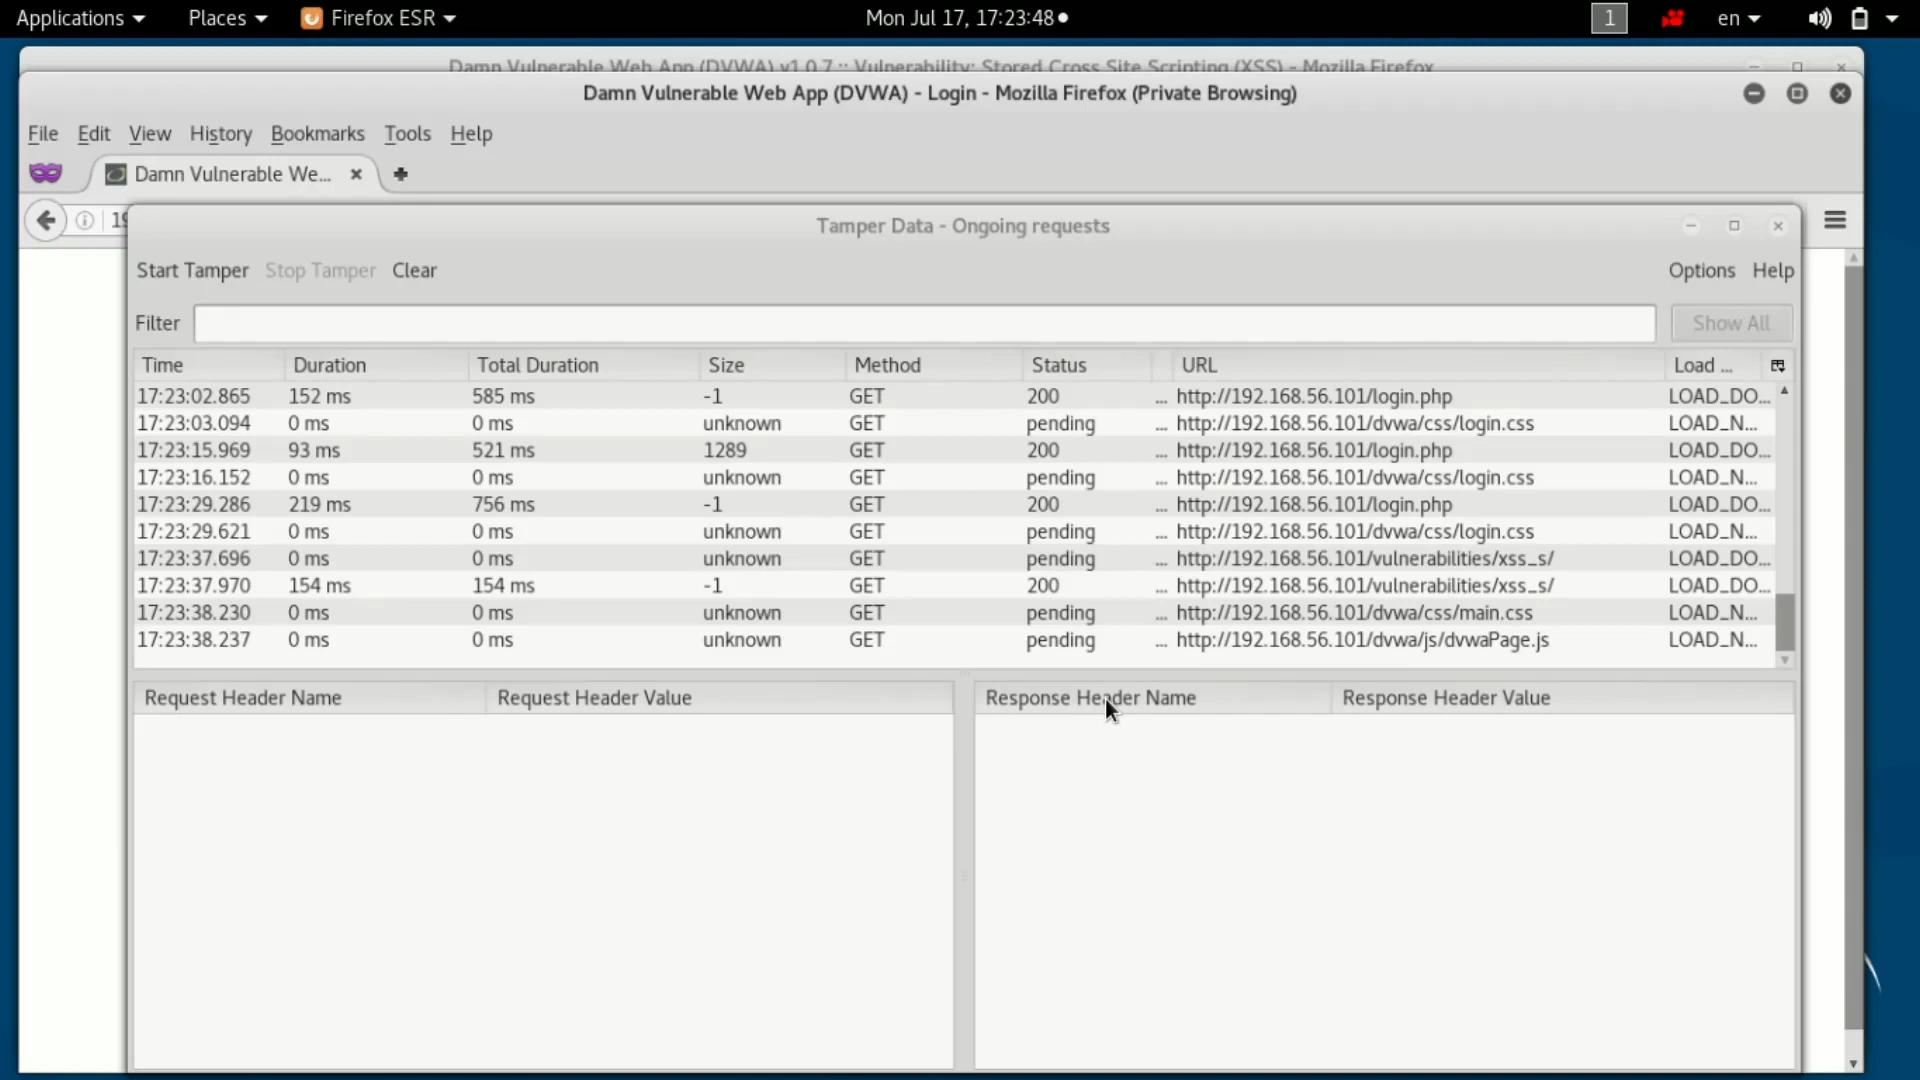 Applications Places Firefox ESR Mon Jul 17, 17:23:48 1 en
Damn Vulnerable Web App (DVWA) v1.0.7 :: Vulnerability: Stored Cross Site Scripting (XSS) - Mozilla Firefox
Damn Vulnerable Web App (DVWA) - Login - Mozilla Firefox (Private Browsing)
File Edit View History Bookmarks Tools Help
Damn Vulnerable We...
19
Tamper Data - Ongoing requests
Start Tamper Stop Tamper Clear Options Help
Filter Show All
Time Duration Total Duration Size Method Status URL Load ...
17:23:02.865 152 ms 585 ms -1 GET 200 ... http://192.168.56.101/login.php LOAD_DO...
17:23:03.094 0 ms 0 ms unknown GET pending ... http://192.168.56.101/dvwa/css/login.css LOAD_N...
17:23:15.969 93 ms 521 ms 1289 GET 200 ... http://192.168.56.101/login.php LOAD_DO...
17:23:16.152 0 ms 0 ms unknown GET pending ... http://192.168.56.101/dvwa/css/login.css LOAD_N...
17:23:29.286 219 ms 756 ms -1 GET 200 ... http://192.168.56.101/login.php LOAD_DO...
17:23:29.621 0 ms 0 ms unknown GET pending ... http://192.168.56.101/dvwa/css/login.css LOAD_N...
17:23:37.696 0 ms 0 ms unknown GET pending ... http://192.168.56.101/vulnerabilities/xss_s/ LOAD_DO...
17:23:37.970 154 ms 154 ms -1 GET 200 ... http://192.168.56.101/vulnerabilities/xss_s/ LOAD_DO...
17:23:38.230 0 ms 0 ms unknown GET pending ... http://192.168.56.101/dvwa/css/main.css LOAD_N...
17:23:38.237 0 ms 0 ms unknown GET pending ... http://192.168.56.101/dvwa/js/dvwaPage.js LOAD_N...
Request Header Name Request Header Value Response Header Name Response Header Value